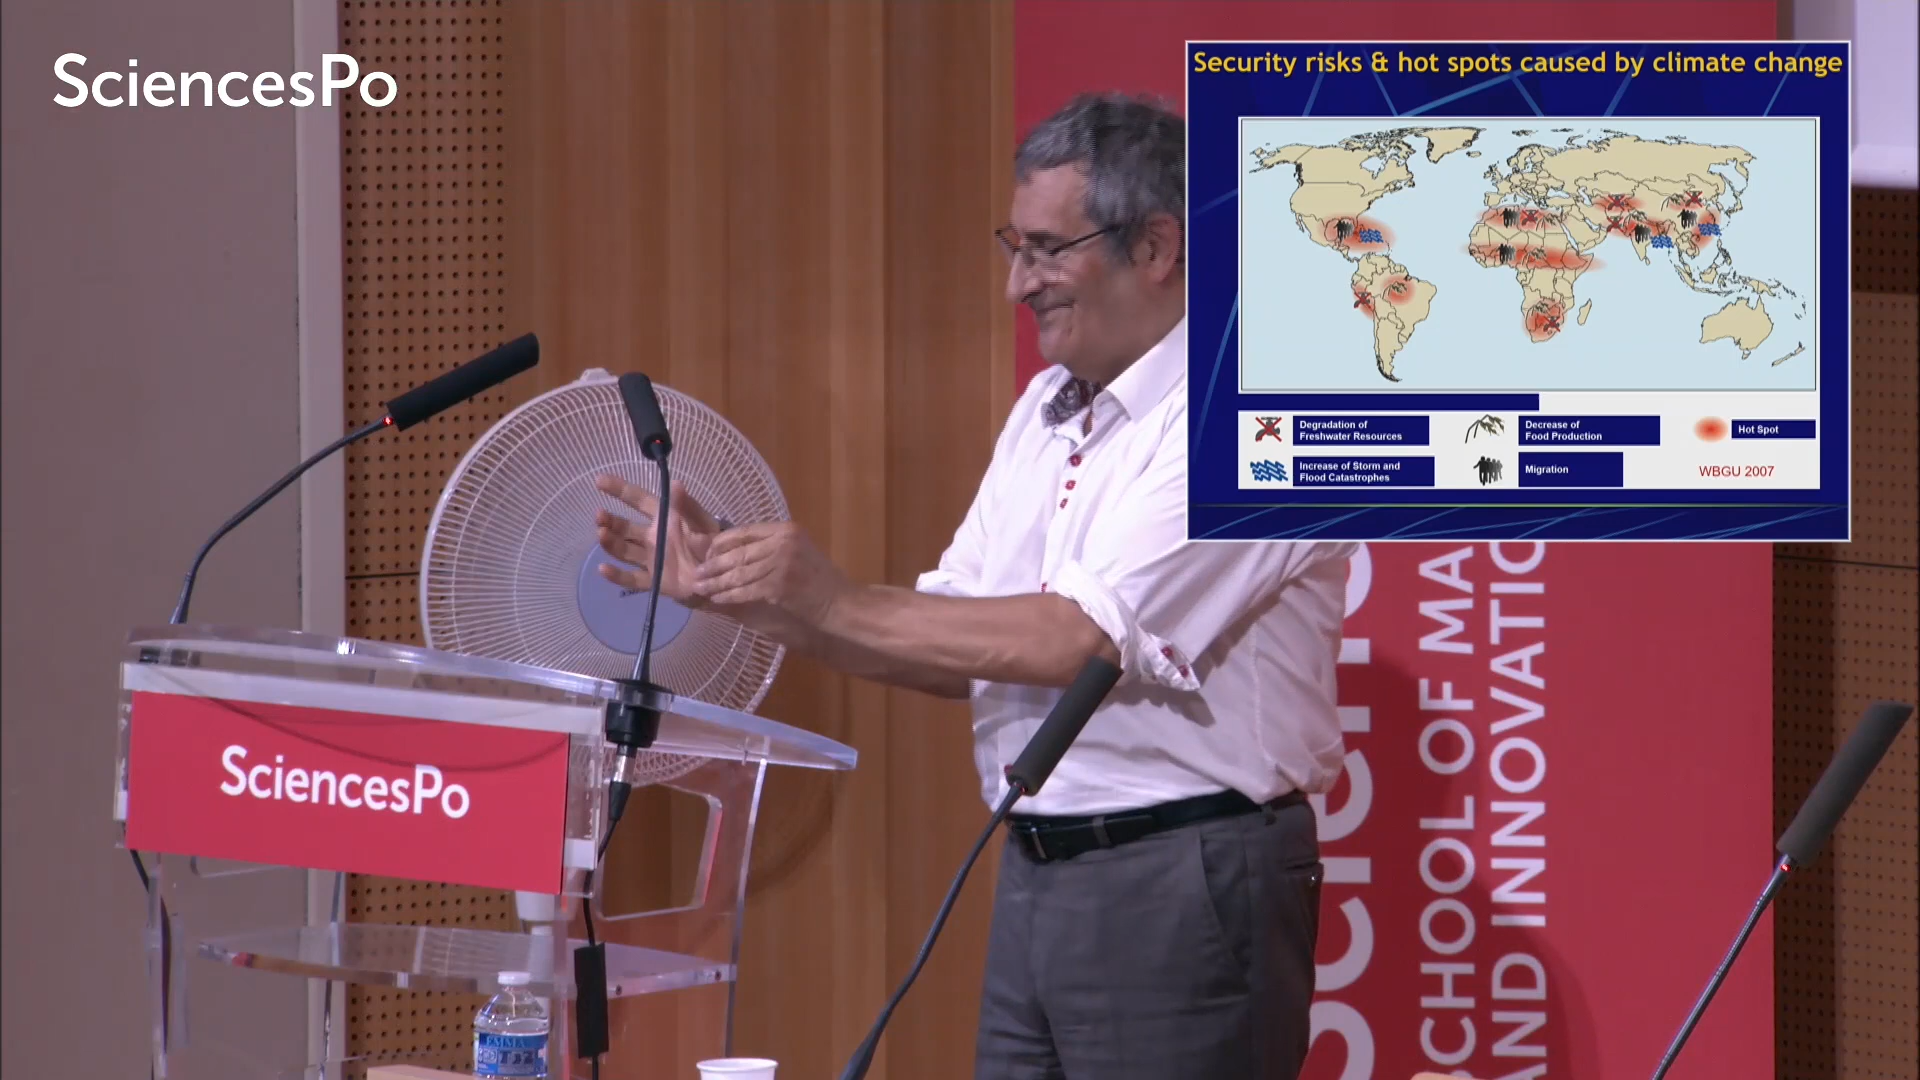 SciencesPo
Security risks & hot spots caused by climate change
Degradation of
Freshwater Resources
Decrease of
Food Production
Hot Spot
Increase of Storm and
Flood Catastrophes
Migration
WBGU 2007
SciencesPo
CHOOL OF MA
AND INNOVATIO